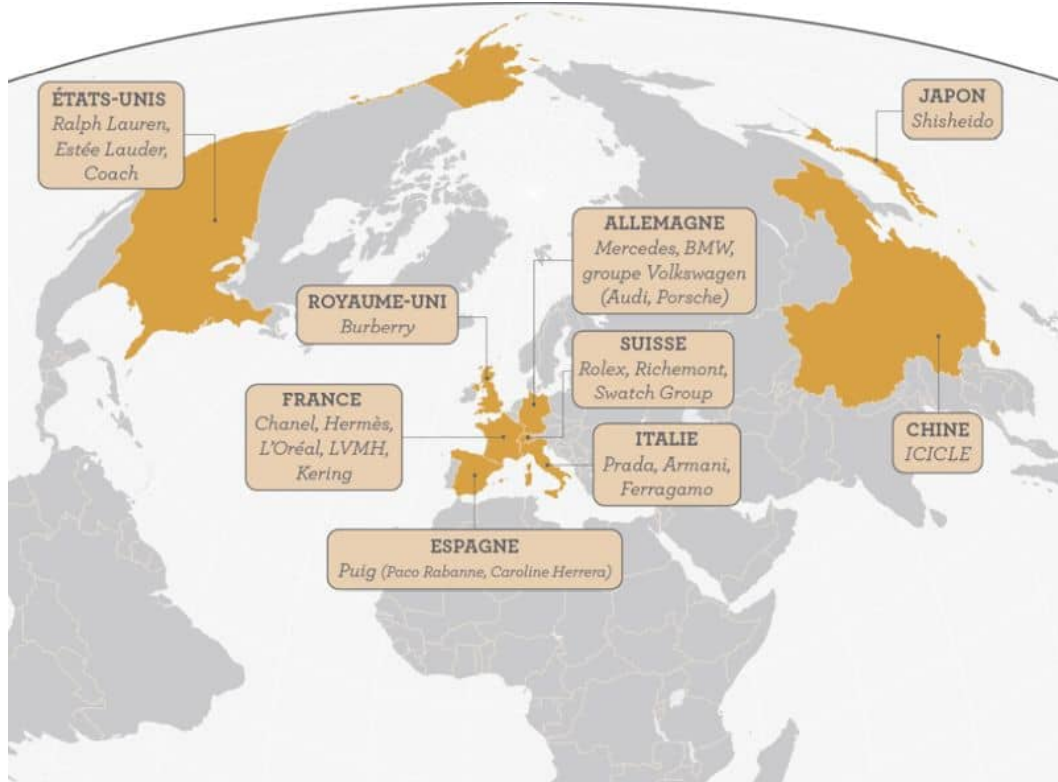 ÉTATS-UNIS
Ralph Lauren,
Estée Lauder,
Coach
JAPON
Shisheido
ALLEMAGNE
Mercedes, BMW,
groupe Volkswagen
(Audi, Porsche)
ROYAUME-UNI
Burberry
SUISSE
Rolex, Richemont,
Swatch Group
FRANCE
Chanel, Hermès,
L'Oréal, LVMH,
Kering
ITALIE
Prada, Armani,
Ferragamo
CHINE
ICICLE
ESPAGNE
Puig (Paco Rabanne, Caroline Herrera)